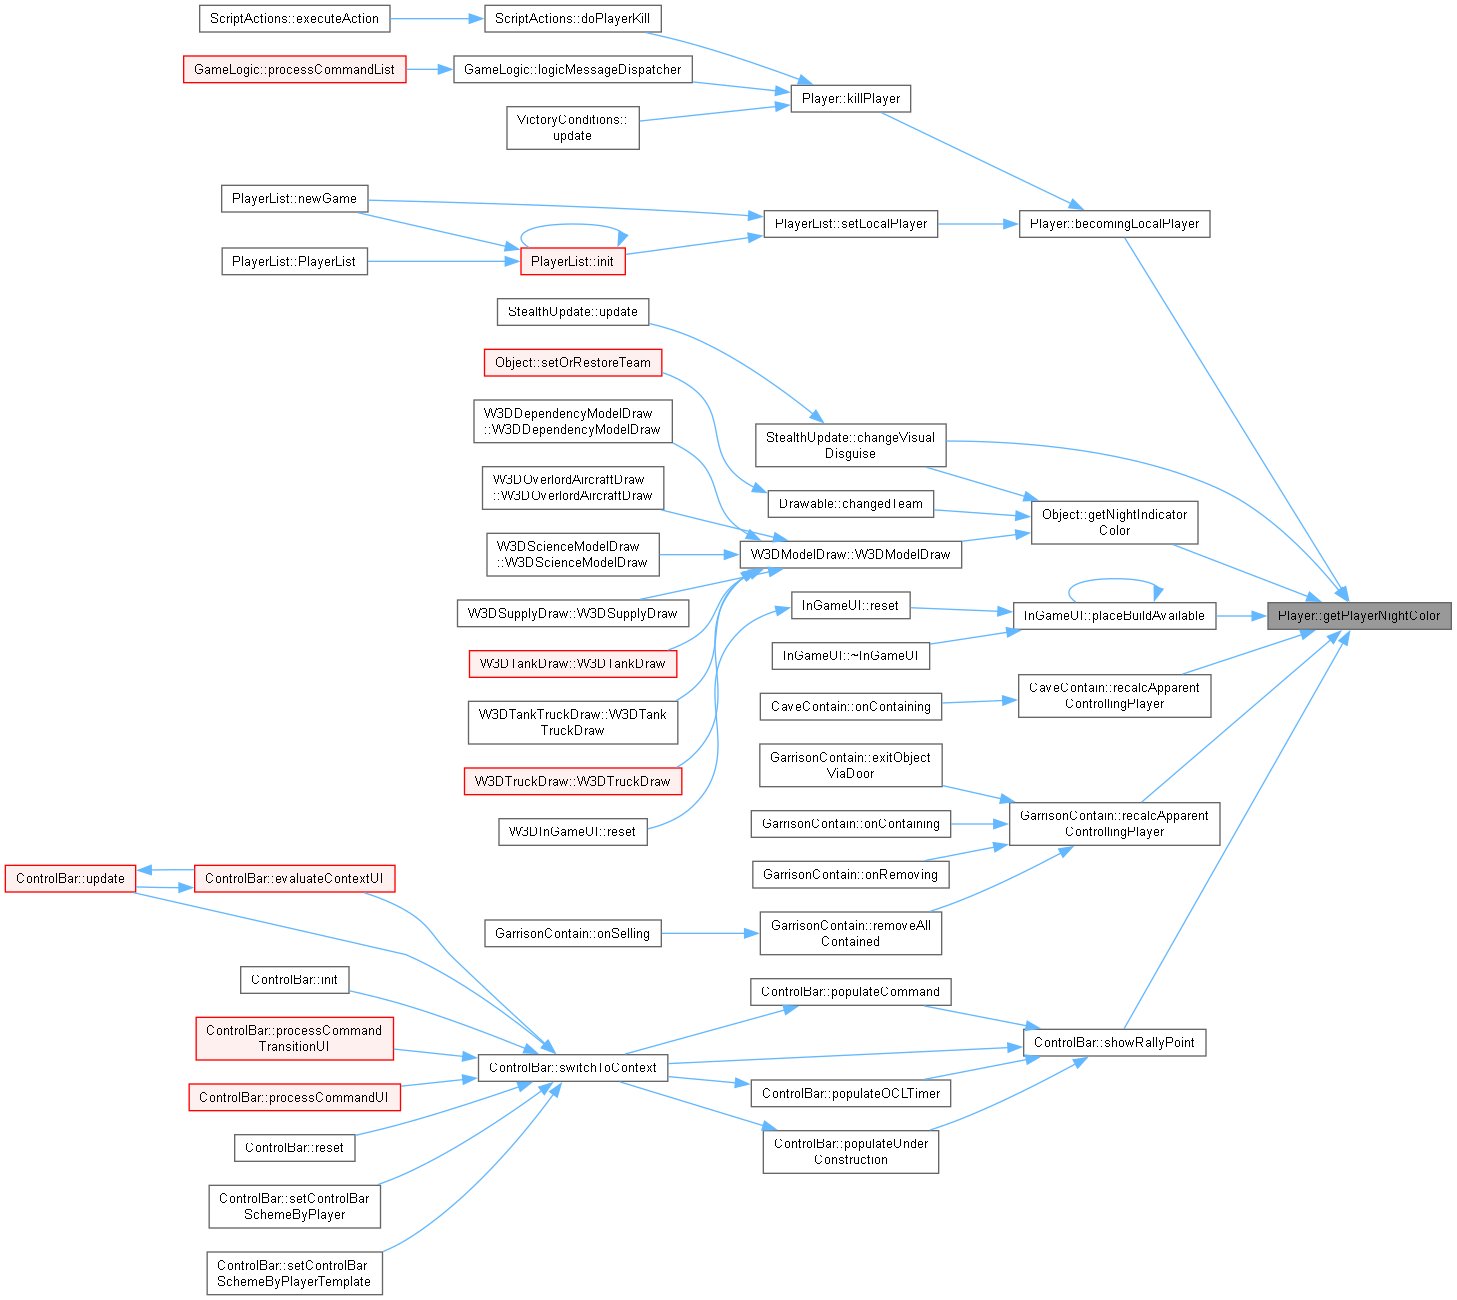 ScriptActions::executeAction
ScriptActions::doPlayerKill
GameLogic::processCommandList
GameLogic::logicMessageDispatcher
Player::killPlayer
VictoryConditions::
update
PlayerList::newGame
PlayerList::setLocalPlayer
Player::becomingLocalPlayer
PlayerList::PlayerList
PlayerList::init
StealthUpdate::update
Object::setOrRestoreTeam
W3DDependencyModelDraw
::W3DDependencyModelDraw
StealthUpdate::changeVisual
Disguise
W3DOverlordAircraftDraw
::W3DOverlordAircraftDraw
Drawable::changedTeam
Object::getNightIndicator
Color
W3DScienceModelDraw
::W3DScienceModelDraw
W3DModelDraw::W3DModelDraw
W3DSupplyDraw::W3DSupplyDraw
InGameUI::reset
InGameUI::placeBuildAvailable
Player::getPlayerNightColor
W3DTankDraw::W3DTankDraw
InGameUI::~InGameUI
CaveContain::recalcApparent
ControllingPlayer
W3DTankTruckDraw::W3DTank
TruckDraw
CaveContain::onContaining
W3DTruckDraw::W3DTruckDraw
GarrisonContain::exitObject
ViaDoor
W3DInGameUI::reset
GarrisonContain::onContaining
GarrisonContain::recalcApparent
ControllingPlayer
ControlBar::update
ControlBar::evaluateContextUI
GarrisonContain::onRemoving
GarrisonContain::onSelling
GarrisonContain::removeAll
Contained
ControlBar::init
ControlBar::populateCommand
ControlBar::processCommand
TransitionUI
ControlBar::showRallyPoint
ControlBar::switchToContext
ControlBar::processCommandUI
ControlBar::populateOCLTimer
ControlBar::reset
ControlBar::populateUnder
Construction
ControlBar::setControlBar
SchemeByPlayer
ControlBar::setControlBar
SchemeByPlayerTemplate